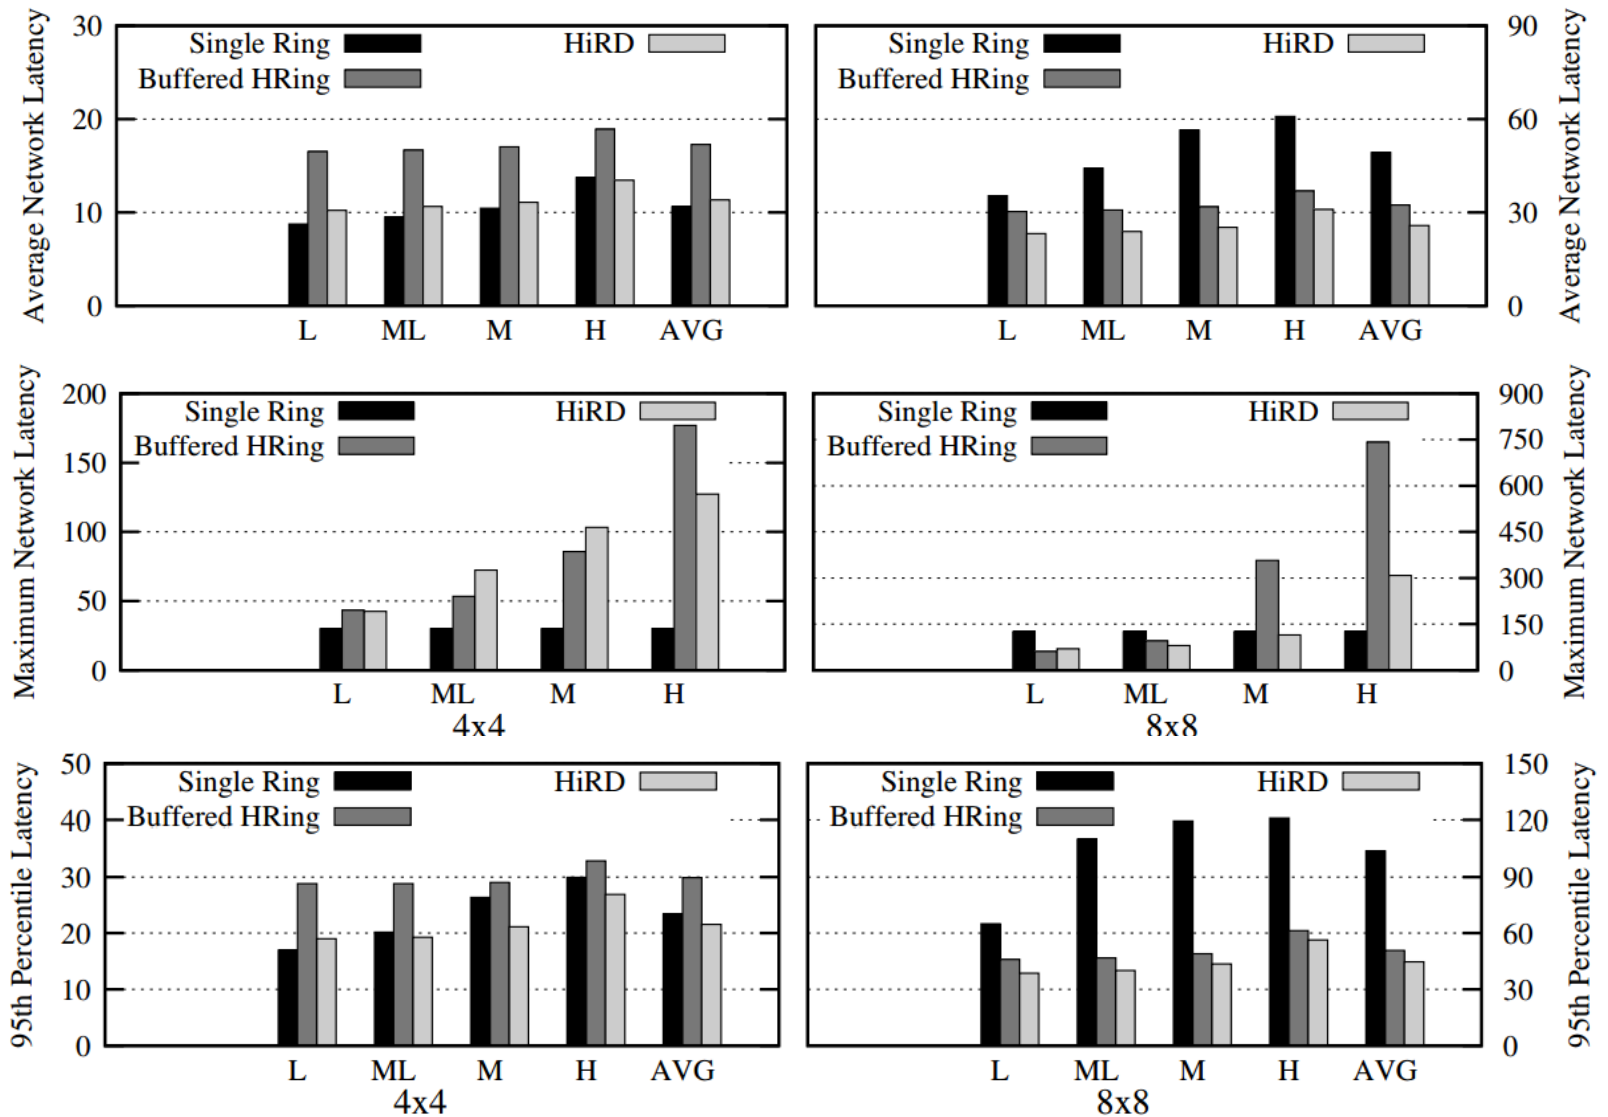 Average Network Latency
30
20
10
0
Single Ring
HiRD
Buffered HRing
L ML M H AVG
Single Ring
HiRD
Buffered HRing
L ML M H AVG
90
60
30
0
Average Network Latency
Maximum Network Latency
200
150
100
50
0
Single Ring
HiRD
Buffered HRing
L ML M H
4x4
Single Ring
HiRD
Buffered HRing
L ML M H
8x8
900
750
600
450
300
150
0
Maximum Network Latency
95th Percentile Latency
50
40
30
20
10
0
Single Ring
HiRD
Buffered HRing
L ML M H AVG
4x4
Single Ring
HiRD
Buffered HRing
L ML M H AVG
8x8
150
120
90
60
30
0
95th Percentile Latency